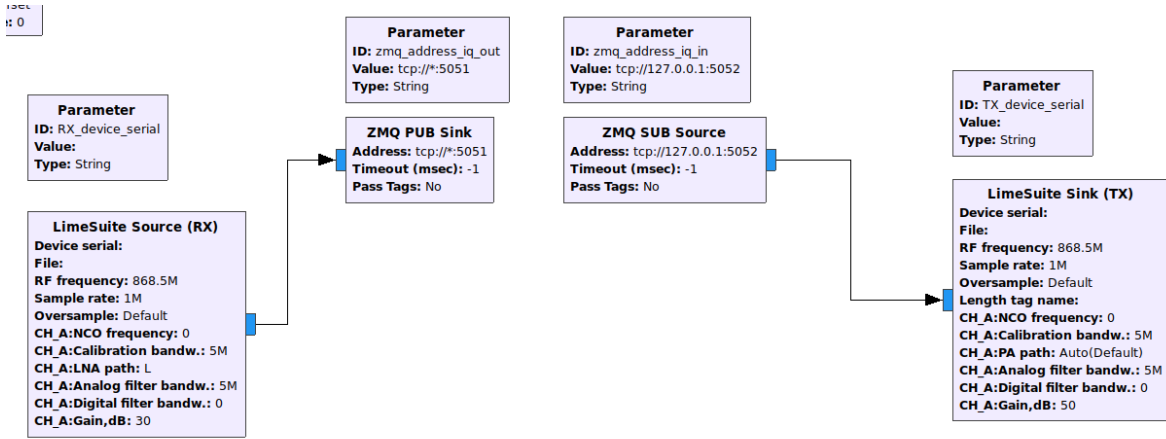 e: 0
Parameter
ID: zmq_address_iq_out
Value: tcp://*:5051
Type: String
Parameter
ID: zmq_address_iq_in
Value: tcp://127.0.0.1:5052
Type: String
Parameter
ID: RX_device_serial
Value:
Type: String
Parameter
ID: TX_device_serial
Value:
Type: String
ZMQ PUB Sink
Address: tcp://*:5051
Timeout (msec): -1
Pass Tags: No
ZMQ SUB Source
Address: tcp://127.0.0.1:5052
Timeout (msec): -1
Pass Tags: No
LimeSuite Source (RX)
Device serial:
File:
RF frequency: 868.5M
Sample rate: 1M
Oversample: Default
CH_A:NCO frequency: 0
CH_A:Calibration bandw.: 5M
CH_A:LNA path: L
CH_A:Analog filter bandw.: 5M
CH_A:Digital filter bandw.: 0
CH_A:Gain,dB: 30
LimeSuite Sink (TX)
Device serial:
File:
RF frequency: 868.5M
Sample rate: 1M
Oversample: Default
Length tag name:
CH_A:NCO frequency: 0
CH_A:Calibration bandw.: 5M
CH_A:PA path: Auto(Default)
CH_A:Analog filter bandw.: 5M
CH_A:Digital filter bandw.: 0
CH_A:Gain,dB: 50